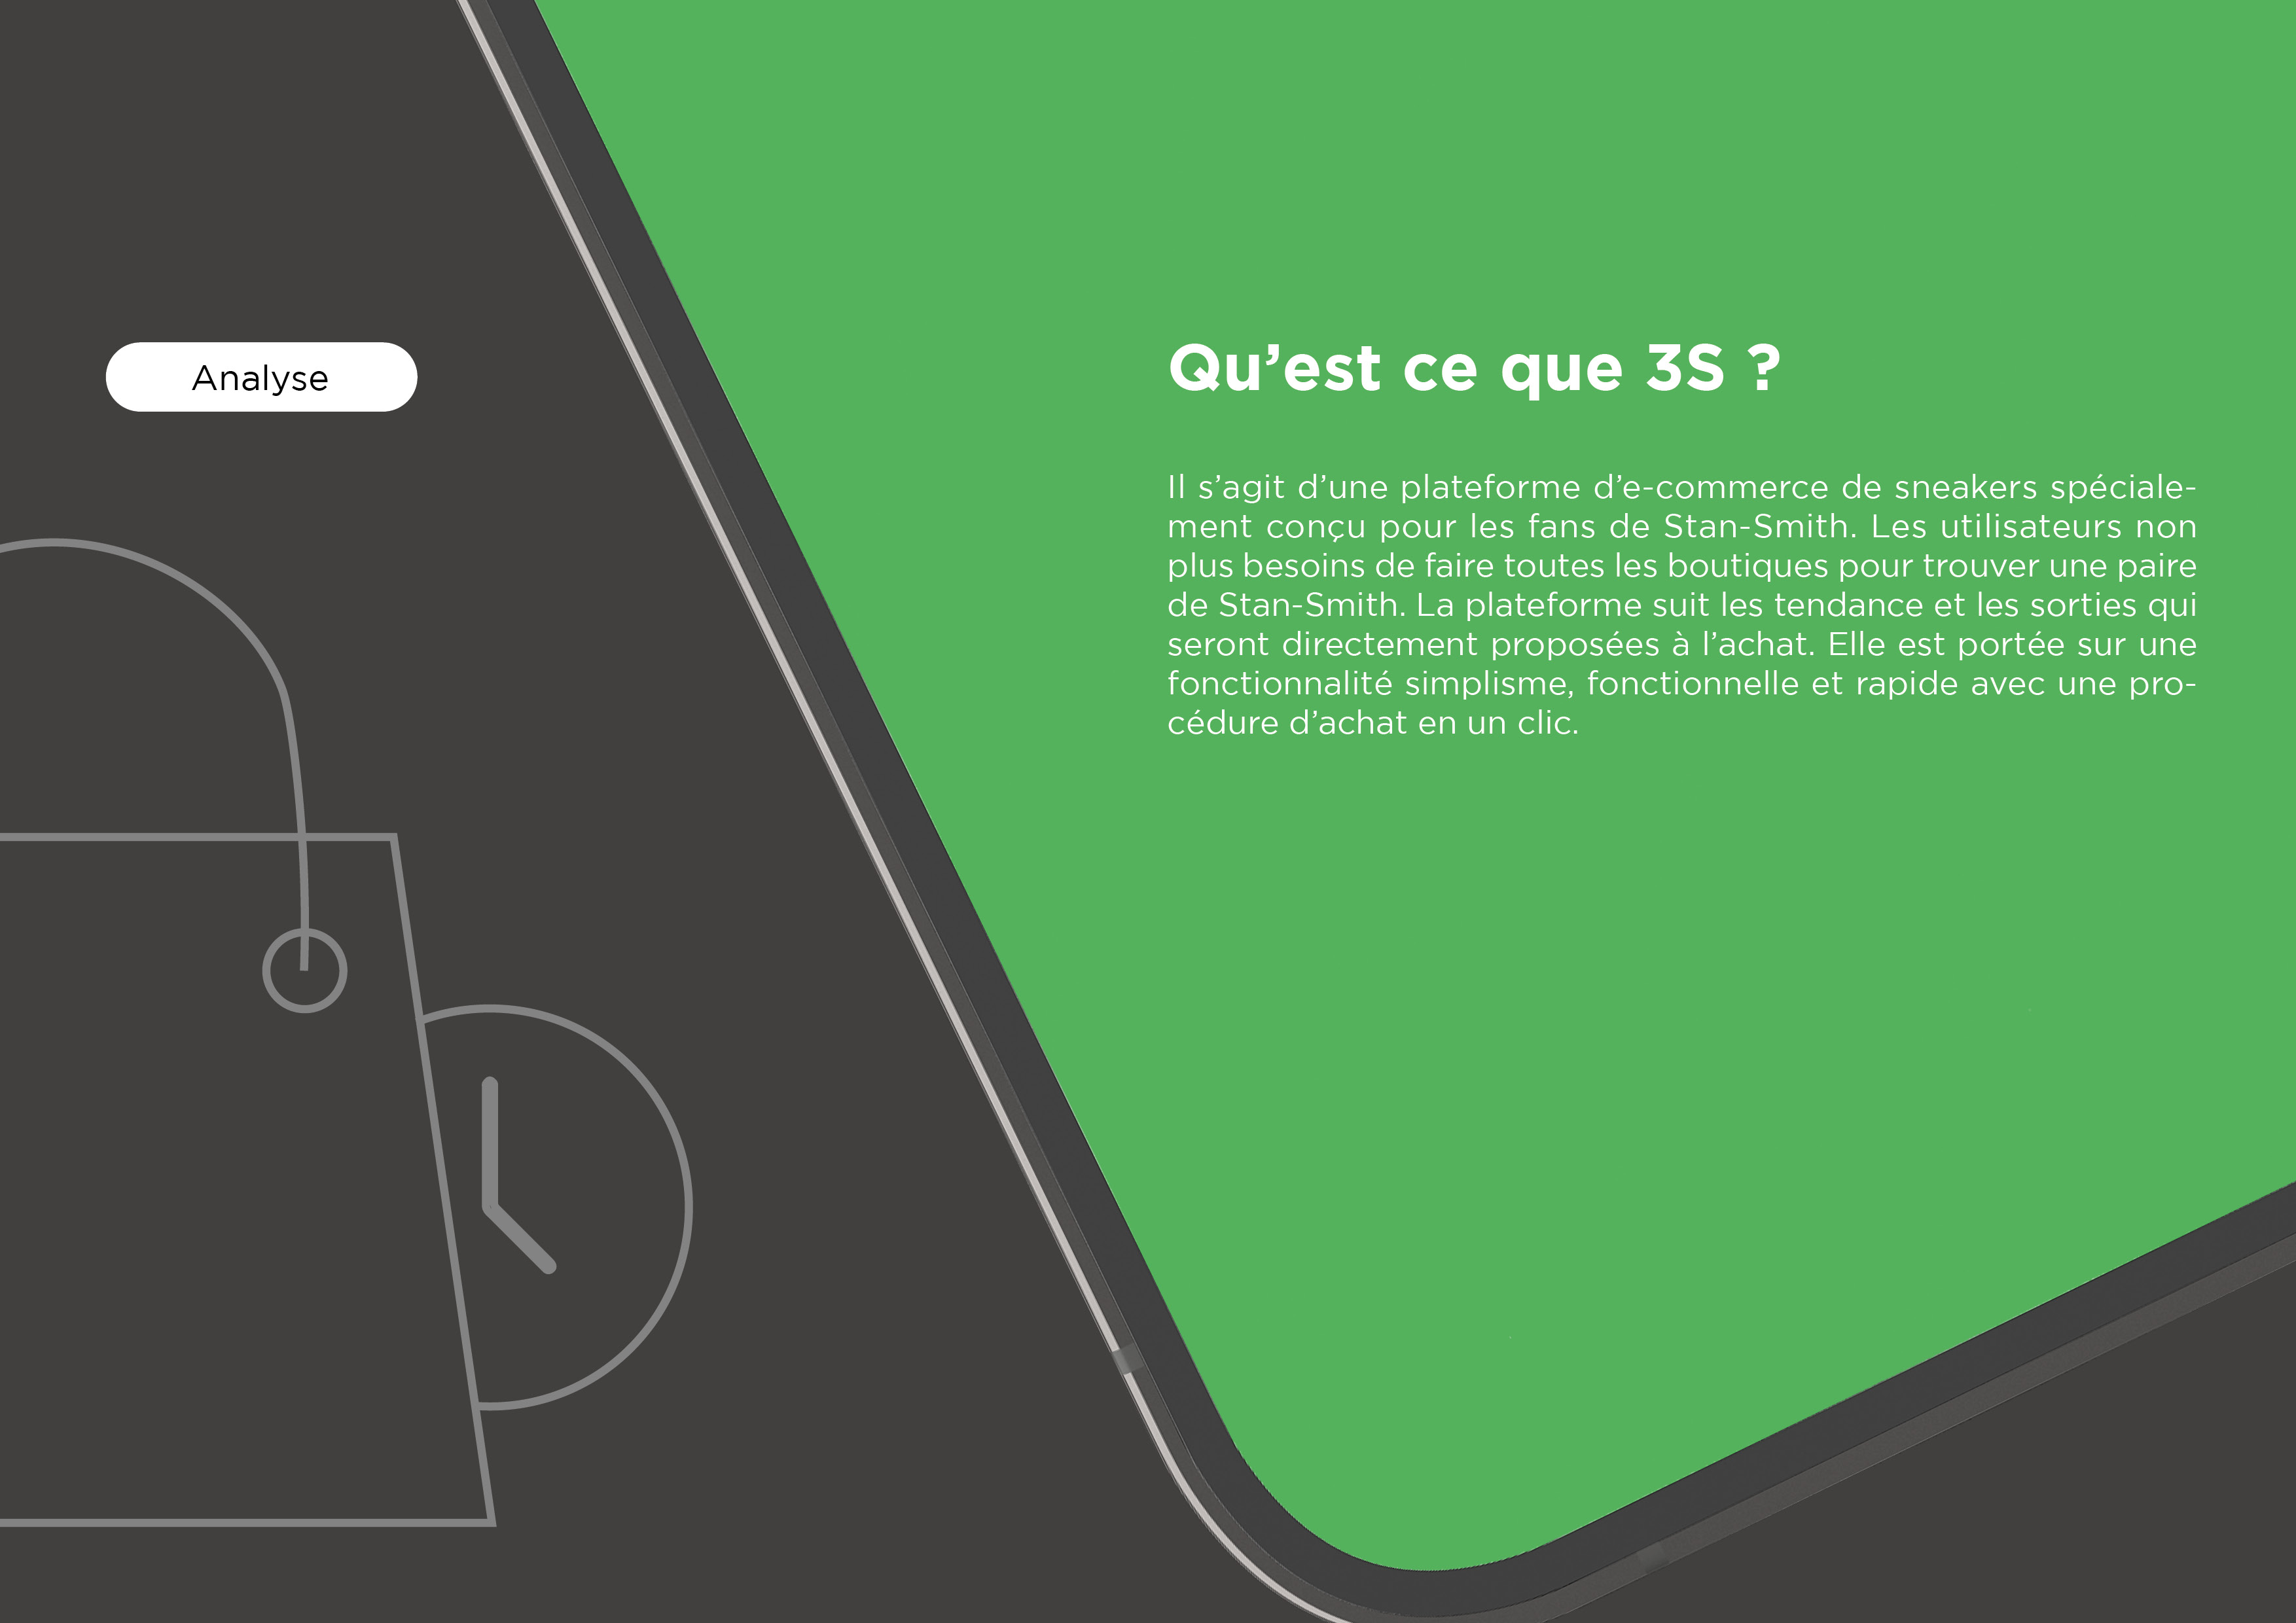 Analyse
Qu’est ce que 3S ?
Il s’agit d’une plateforme d’e-commerce de sneakers spéciale-
ment conçu pour les fans de Stan-Smith. Les utilisateurs non
plus besoins de faire toutes les boutiques pour trouver une paire
de Stan-Smith. La plateforme suit les tendance et les sorties qui
seront directement proposées à l’achat. Elle est portée sur une
fonctionnalité simplisme, fonctionnelle et rapide avec une pro-
cédure d’achat en un clic.